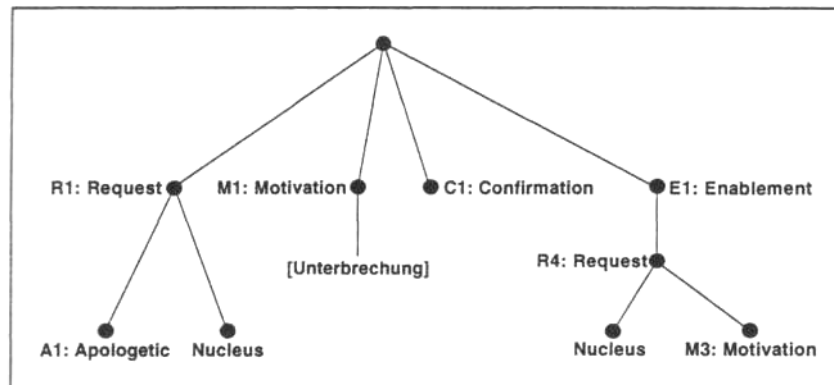 R1: Request
M1: Motivation
C1: Confirmation
E1: Enablement
[Unterbrechung]
R4: Request
A1: Apologetic
Nucleus
Nucleus
M3: Motivation